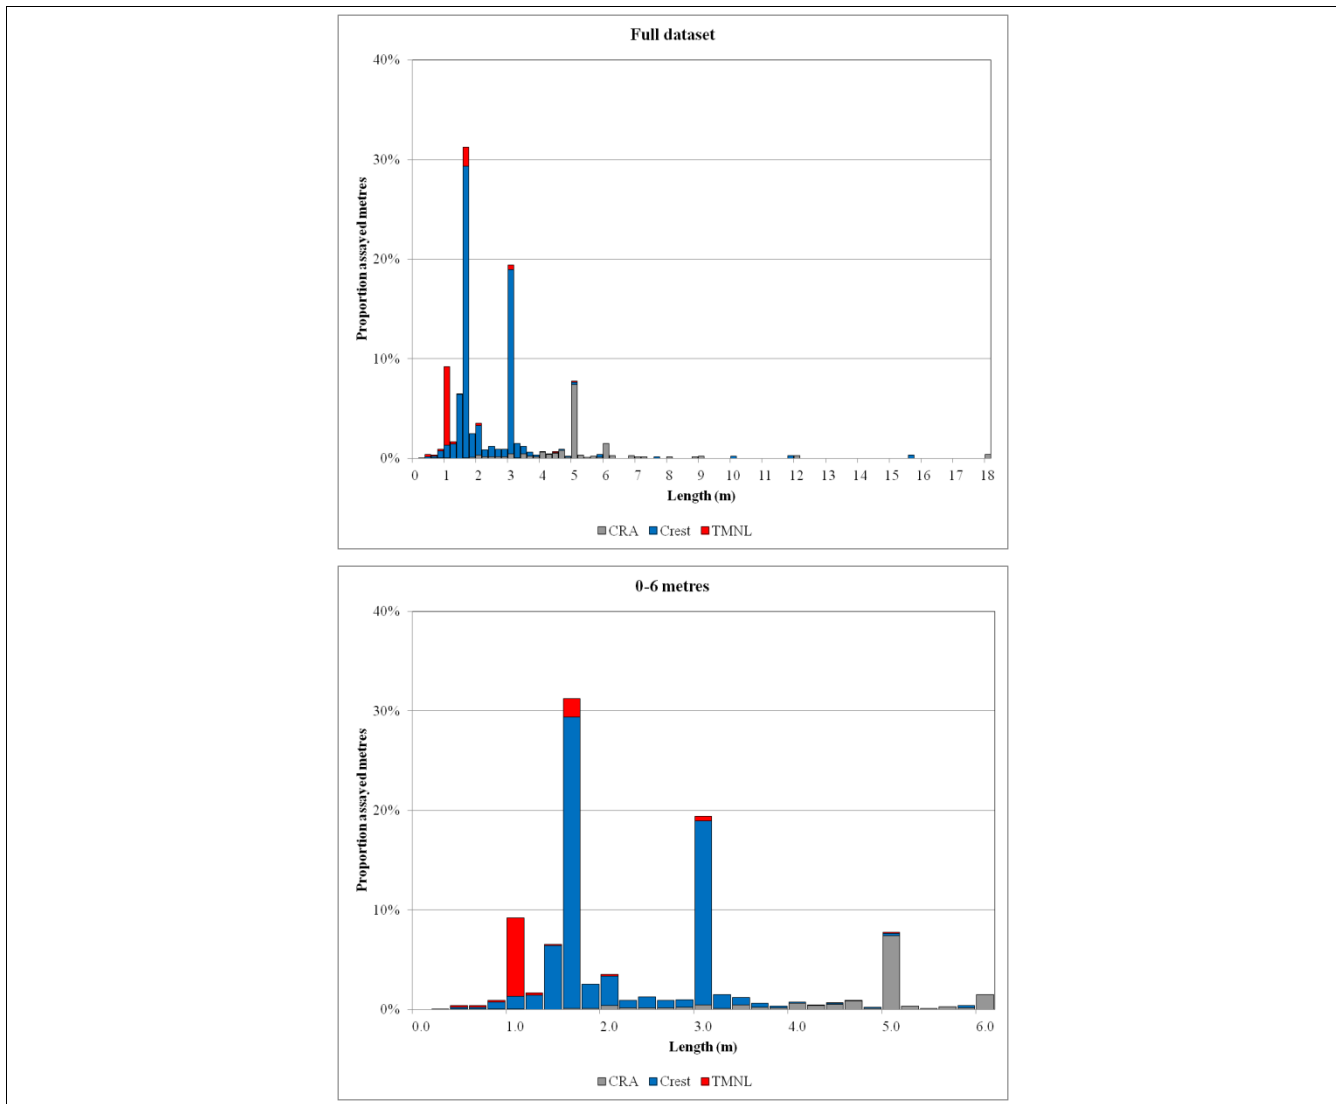 Full dataset
40%
30%
20%
10%
0%
Proportion assayed metres
0 1 2 3 4 5 6 7 8 9 10 11 12 13 14 15 16 17 18
Length (m)
CRA Crest TMNL
0-6 metres
40%
30%
20%
10%
0%
Proportion assayed metres
0.0 1.0 2.0 3.0 4.0 5.0 6.0
Length (m)
CRA Crest TMNL